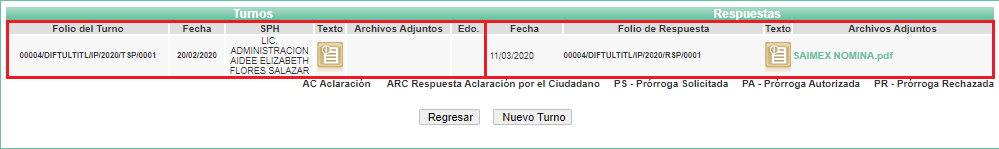 Turnos Respuestas
Folio del Turno Fecha SPH Texto Archivos Adjuntos Edo. Fecha Folio de Respuesta Texto Archivos Adjuntos
00004/DIFTULTITL/IP/2020/TSP/0001 20/02/2020 LIC. ADMINISTRACION AIDEE ELIZABETH FLORES SALAZAR 11/03/2020 00004/DIFTULTITL/IP/2020/RSP/0001 SAIMEX NOMINA.pdf
AC Aclaración ARC Respuesta Aclaración por el Ciudadano PS - Prórroga Solicitada PA - Prórroga Autorizada PR - Prórroga Rechazada
Regresar Nuevo Turno